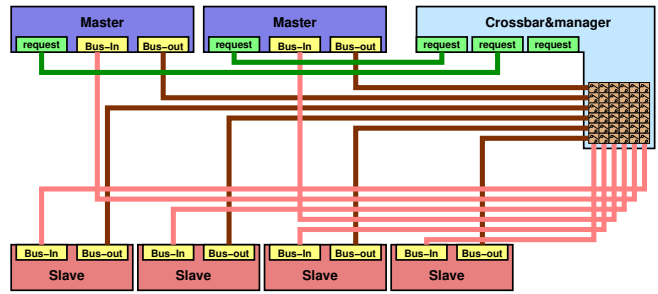 Master
Master
Crossbar&manager
request Bus-In Bus-out
request Bus-In Bus-out
request request request
Bus-In Bus-out
Bus-In Bus-out
Bus-In Bus-out
Bus-In Bus-out
Slave
Slave
Slave
Slave